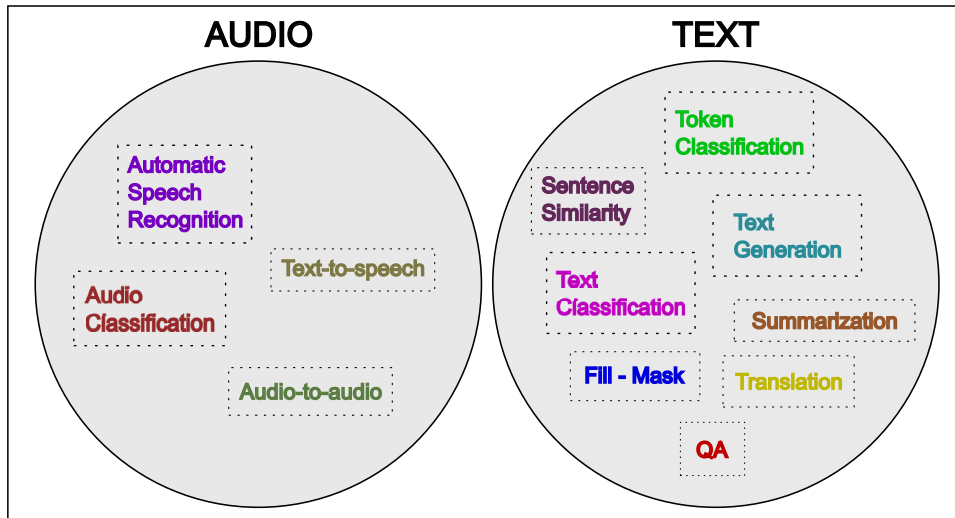 AUDIO
Automatic
Speech
Recognition
Text-to-speech
Audio
Classification
Audio-to-audio
TEXT
Token
Classification
Sentence
Similarity
Text
Generation
Text
Classification
Summarization
Fill - Mask
Translation
QA